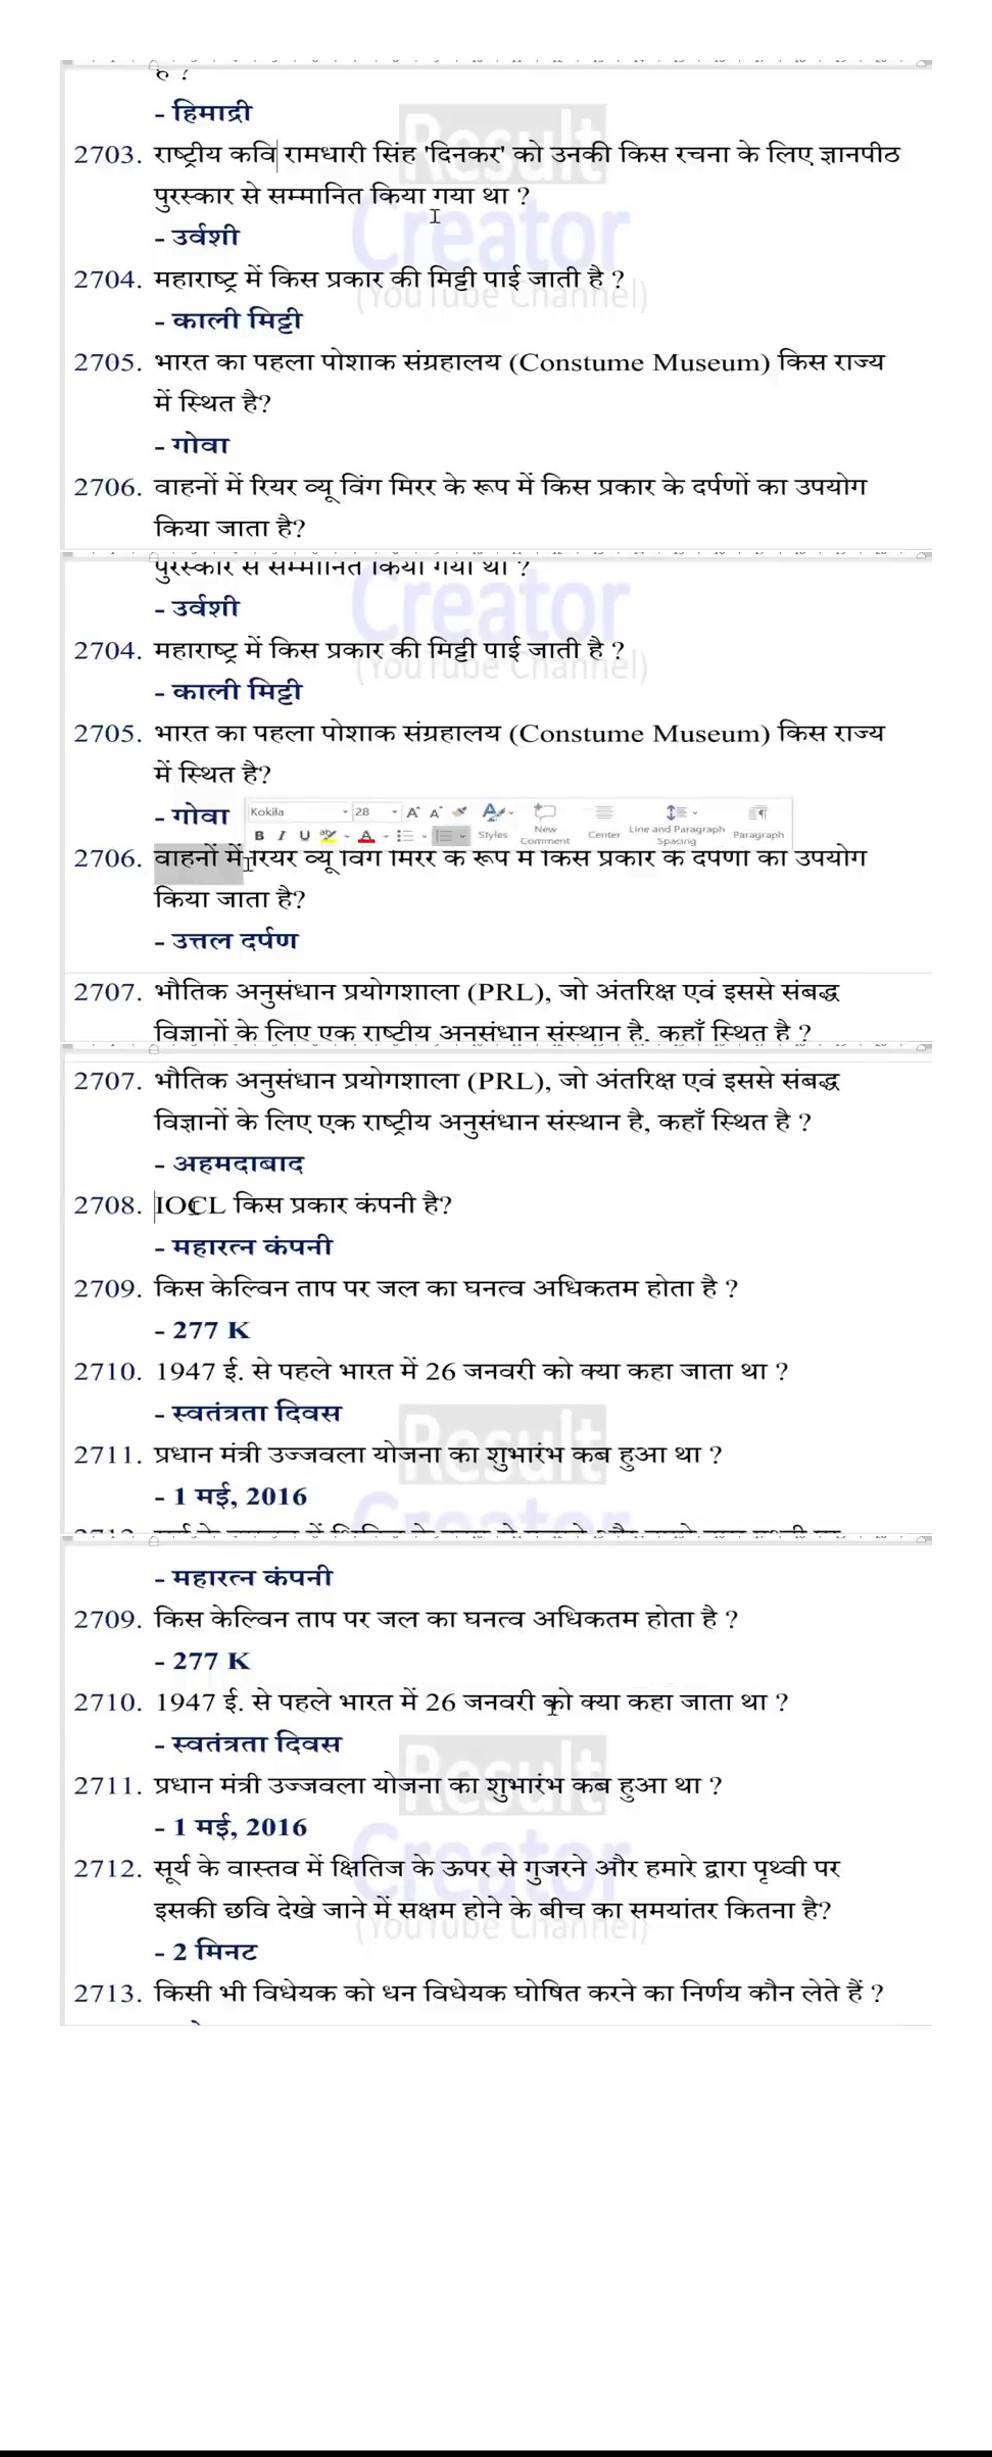 - हिमाद्री
2703. राष्ट्रीय कवि रामधारी सिंह 'दिनकर' को उनकी किस रचना के लिए ज्ञानपीठ
पुरस्कार से सम्मानित किया गया था ?
- उर्वशी
2704. महाराष्ट्र में किस प्रकार की मिट्टी पाई जाती है ?
- काली मिट्टी
2705. भारत का पहला पोशाक संग्रहालय (Constume Museum) किस राज्य
में स्थित है?
- गोवा
2706. वाहनों में रियर व्यू विंग मिरर के रूप में किस प्रकार के दर्पणों का उपयोग
किया जाता है?
पुरस्कार से सम्मानित किया गया था ?
- उर्वशी
2704. महाराष्ट्र में किस प्रकार की मिट्टी पाई जाती है ?
- काली मिट्टी
2705. भारत का पहला पोशाक संग्रहालय (Constume Museum) किस राज्य
में स्थित है?
- गोवा
Kokila 28 A A A New Comment Center Line and Paragraph Spacing Paragraph
B I U A Styles
2706. वाहनों में रियर व्यू विंग मिरर के रूप में किस प्रकार के दर्पणों का उपयोग
किया जाता है?
- उत्तल दर्पण
2707. भौतिक अनुसंधान प्रयोगशाला (PRL), जो अंतरिक्ष एवं इससे संबद्ध
विज्ञानों के लिए एक राष्ट्रीय अनुसंधान संस्थान है, कहाँ स्थित है ?
2707. भौतिक अनुसंधान प्रयोगशाला (PRL), जो अंतरिक्ष एवं इससे संबद्ध
विज्ञानों के लिए एक राष्ट्रीय अनुसंधान संस्थान है, कहाँ स्थित है ?
- अहमदाबाद
2708. IOCL किस प्रकार कंपनी है?
- महारत्न कंपनी
2709. किस केल्विन ताप पर जल का घनत्व अधिकतम होता है ?
- 277 K
2710. 1947 ई. से पहले भारत में 26 जनवरी को क्या कहा जाता था ?
- स्वतंत्रता दिवस
2711. प्रधान मंत्री उज्जवला योजना का शुभारंभ कब हुआ था ?
- 1 मई, 2016
- महारत्न कंपनी
2709. किस केल्विन ताप पर जल का घनत्व अधिकतम होता है ?
- 277 K
2710. 1947 ई. से पहले भारत में 26 जनवरी को क्या कहा जाता था ?
- स्वतंत्रता दिवस
2711. प्रधान मंत्री उज्जवला योजना का शुभारंभ कब हुआ था ?
- 1 मई, 2016
2712. सूर्य के वास्तव में क्षितिज के ऊपर से गुजरने और हमारे द्वारा पृथ्वी पर
इसकी छवि देखे जाने में सक्षम होने के बीच का समयांतर कितना है?
- 2 मिनट
2713. किसी भी विधेयक को धन विधेयक घोषित करने का निर्णय कौन लेते हैं ?
Result
Creator
(YouTube Channel)
Creator
(YouTube Channel)
Result
Creator
Result
Creator
(YouTube Channel)